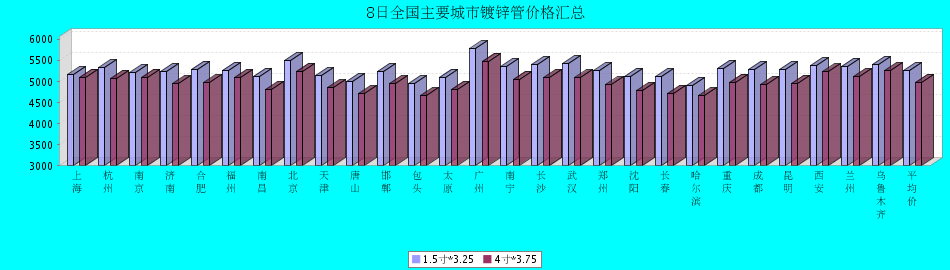 8日全国主要城市镀锌管价格汇总
6000
5500
5000
4500
4000
3500
3000
上海
杭州
南京
济南
合肥
福州
南昌
北京
天津
唐山
邯郸
包头
太原
广州
南宁
长沙
武汉
郑州
沈阳
长春
哈尔滨
重庆
成都
昆明
西安
兰州
乌鲁木齐
平均价
1.5寸*3.25
4寸*3.75